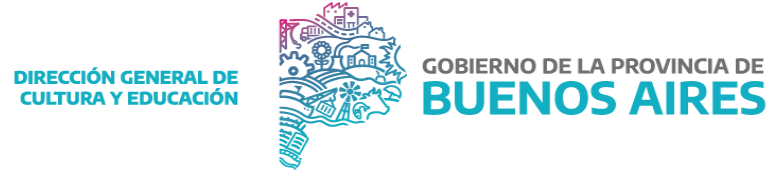 DIRECCIÓN GENERAL DE
CULTURA Y EDUCACIÓN
GOBIERNO DE LA PROVINCIA DE
BUENOS AIRES